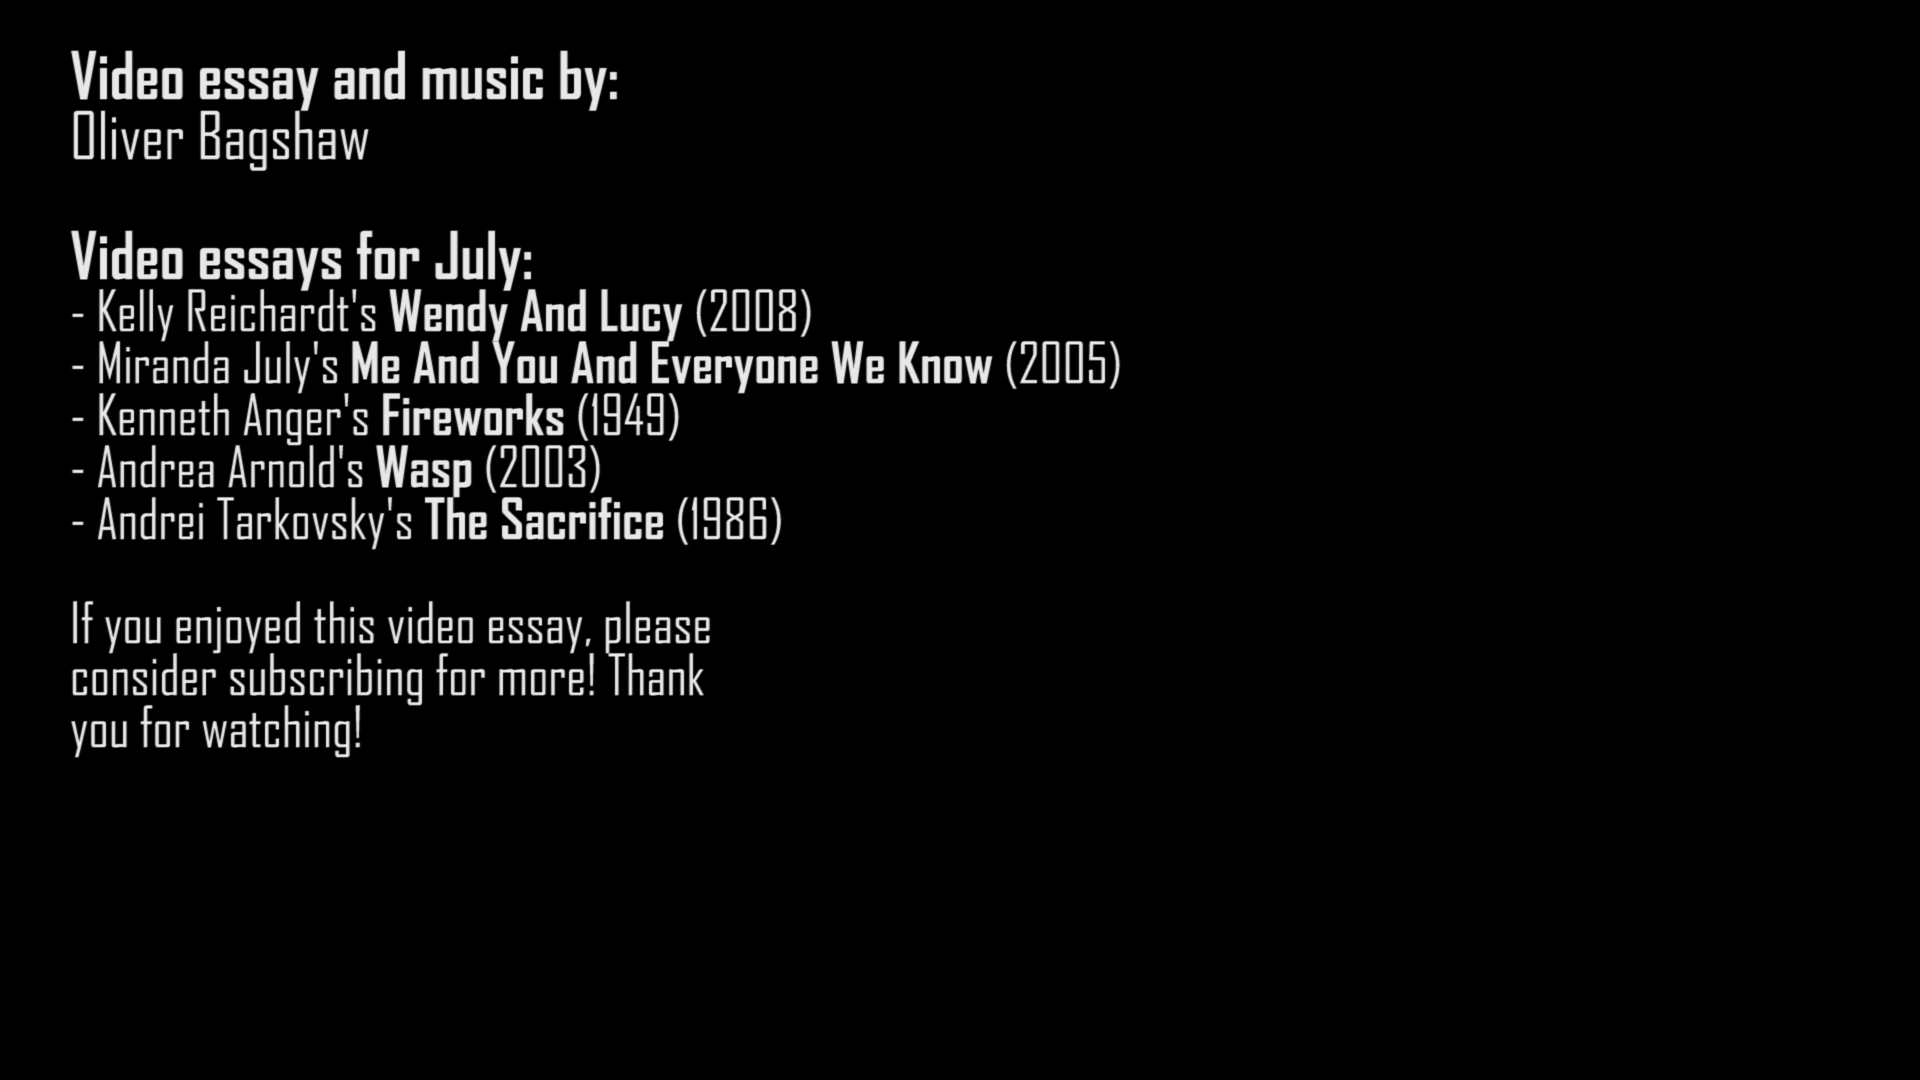 Video essay and music by:
Oliver Bagshaw
Video essays for July:
- Kelly Reichardt's Wendy And Lucy (2008)
- Miranda July's Me And You And Everyone We Know (2005)
- Kenneth Anger's Fireworks (1949)
- Andrea Arnold's Wasp (2003)
- Andrei Tarkovsky's The Sacrifice (1986)
If you enjoyed this video essay, please
consider subscribing for more! Thank
you for watching!